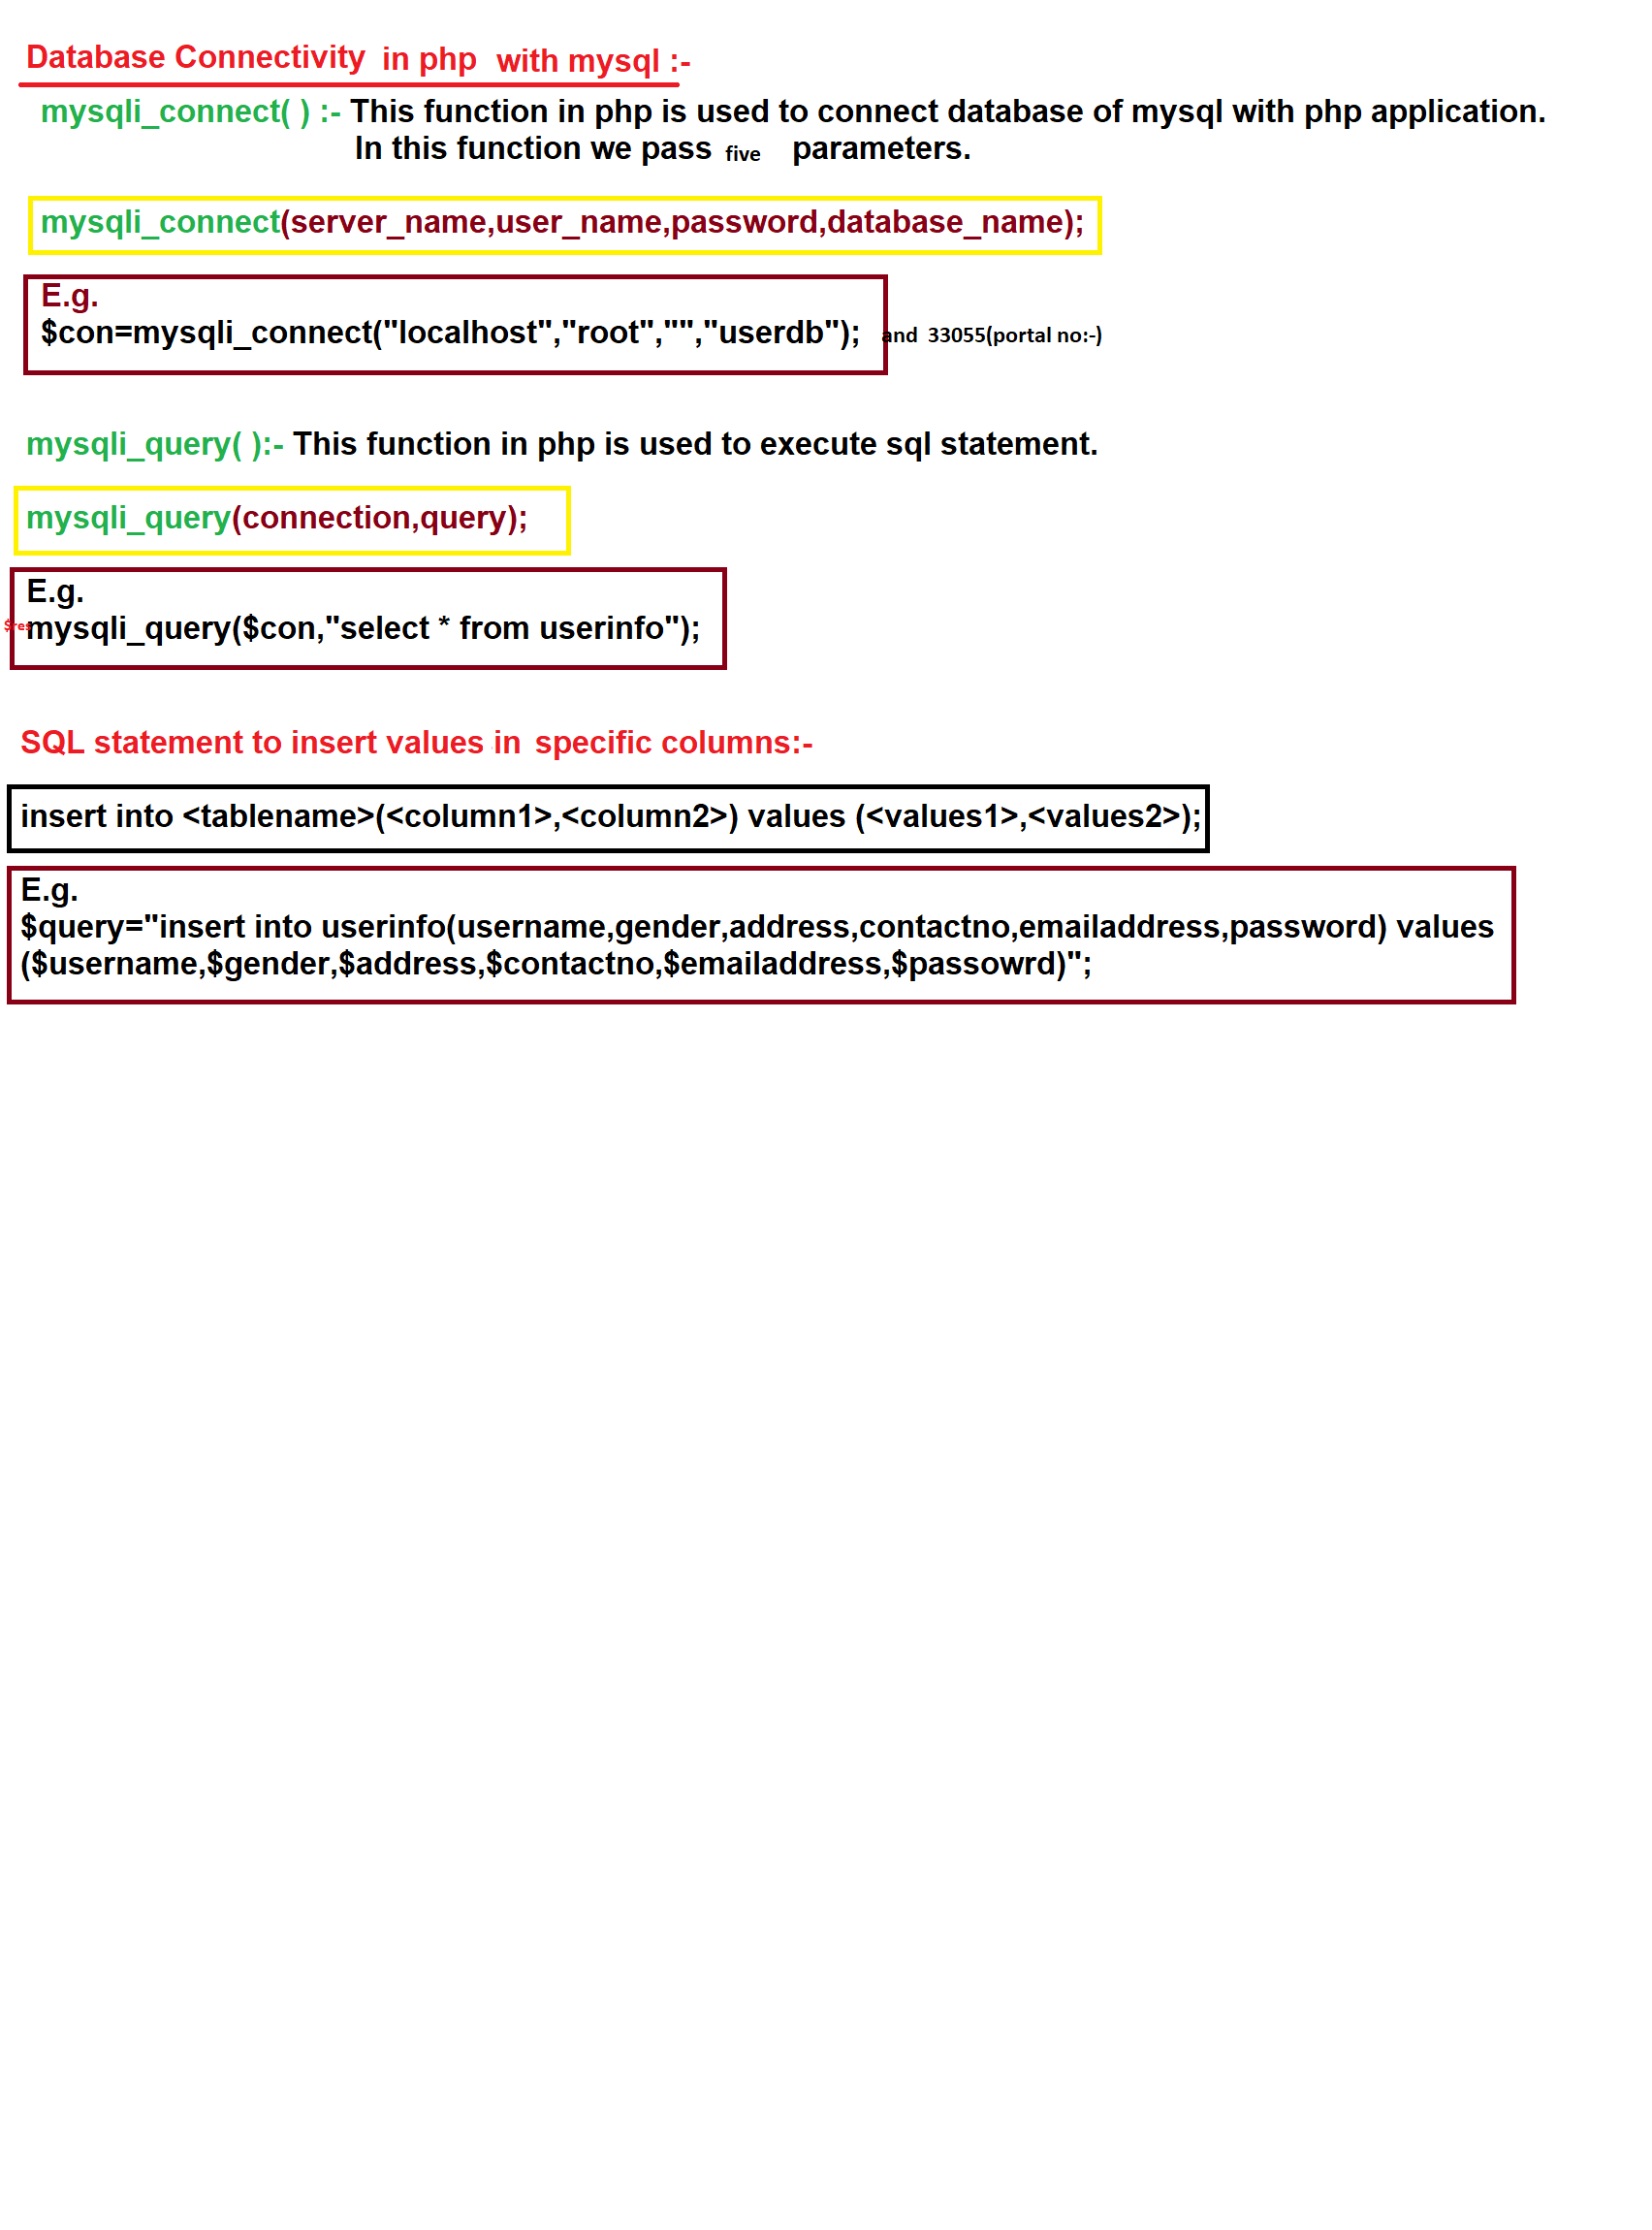 Database Connectivity in php with mysql :-
mysqli_connect( ) :- This function in php is used to connect database of mysql with php application.
In this function we pass five parameters.
mysqli_connect(server_name,user_name,password,database_name);
E.g.
$con=mysqli_connect("localhost","root","","userdb"); and 33055(portal no:-)
mysqli_query( ):- This function in php is used to execute sql statement.
mysqli_query(connection,query);
E.g.
$res mysqli_query($con,"select * from userinfo");
SQL statement to insert values in specific columns:-
insert into <tablename>(<column1>,<column2>) values (<values1>,<values2>);
E.g.
$query="insert into userinfo(username,gender,address,contactno,emailaddress,password) values
($username,$gender,$address,$contactno,$emailaddress,$passowrd)";